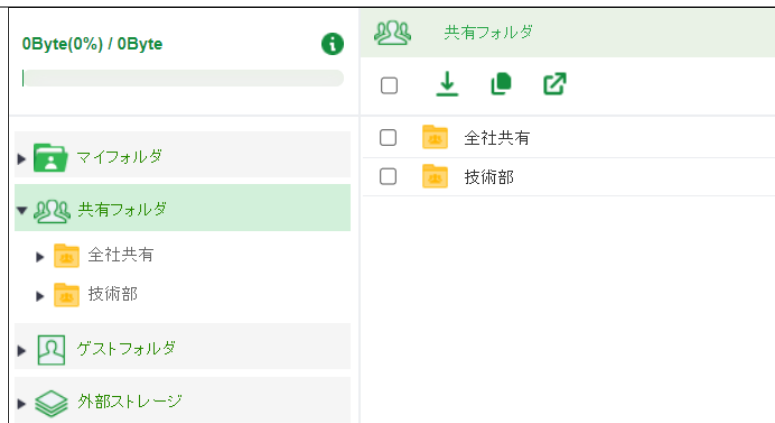 0Byte(0%) / 0Byte
マイフォルダ
共有フォルダ
全社共有
技術部
ゲストフォルダ
外部ストレージ
共有フォルダ
全社共有
技術部